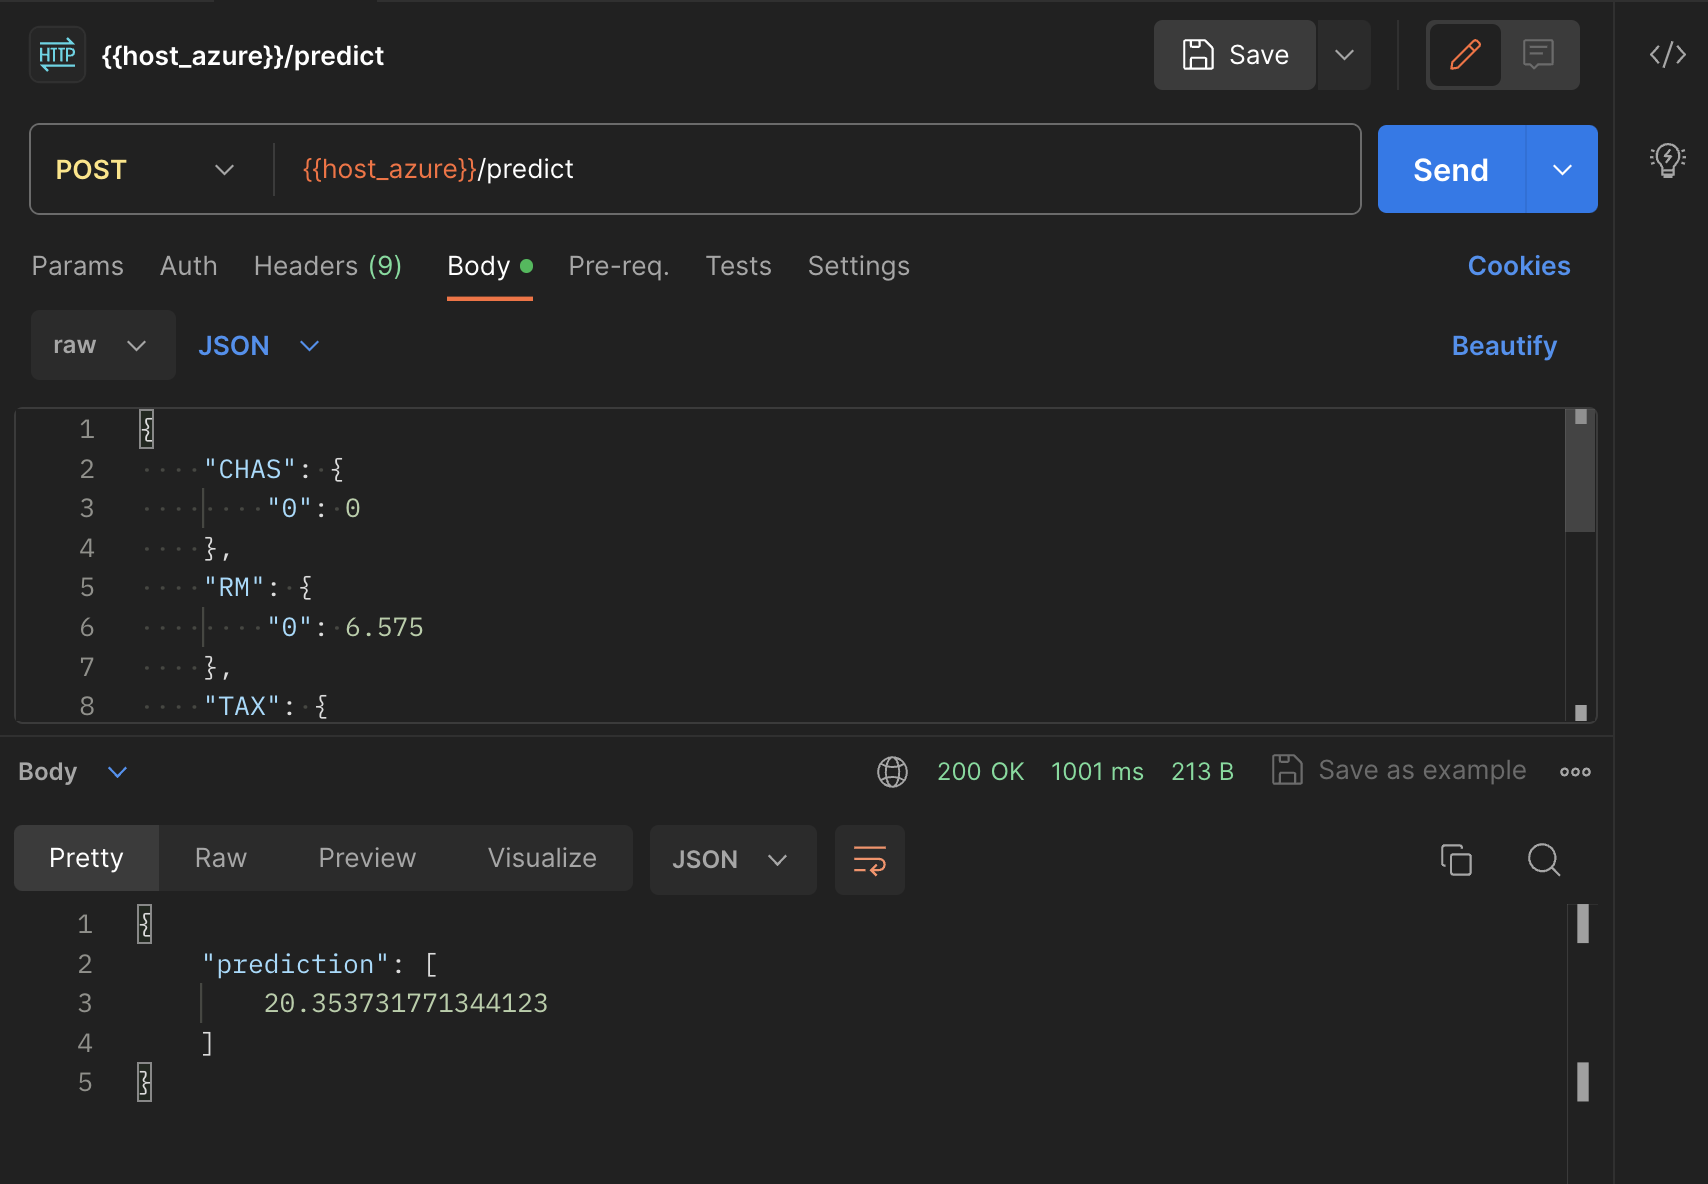 HTTP {{host_azure}}/predict Save
POST {{host_azure}}/predict Send
Params Auth Headers (9) Body Pre-req. Tests Settings Cookies
raw JSON Beautify
1 {
2 "CHAS": {
3 "0": 0
4 },
5 "RM": {
6 "0": 6.575
7 },
8 "TAX": {
Body 200 OK 1001 ms 213 B Save as example
Pretty Raw Preview Visualize JSON
1 {
2 "prediction": [
3 20.353731771344123
4 ]
5 }